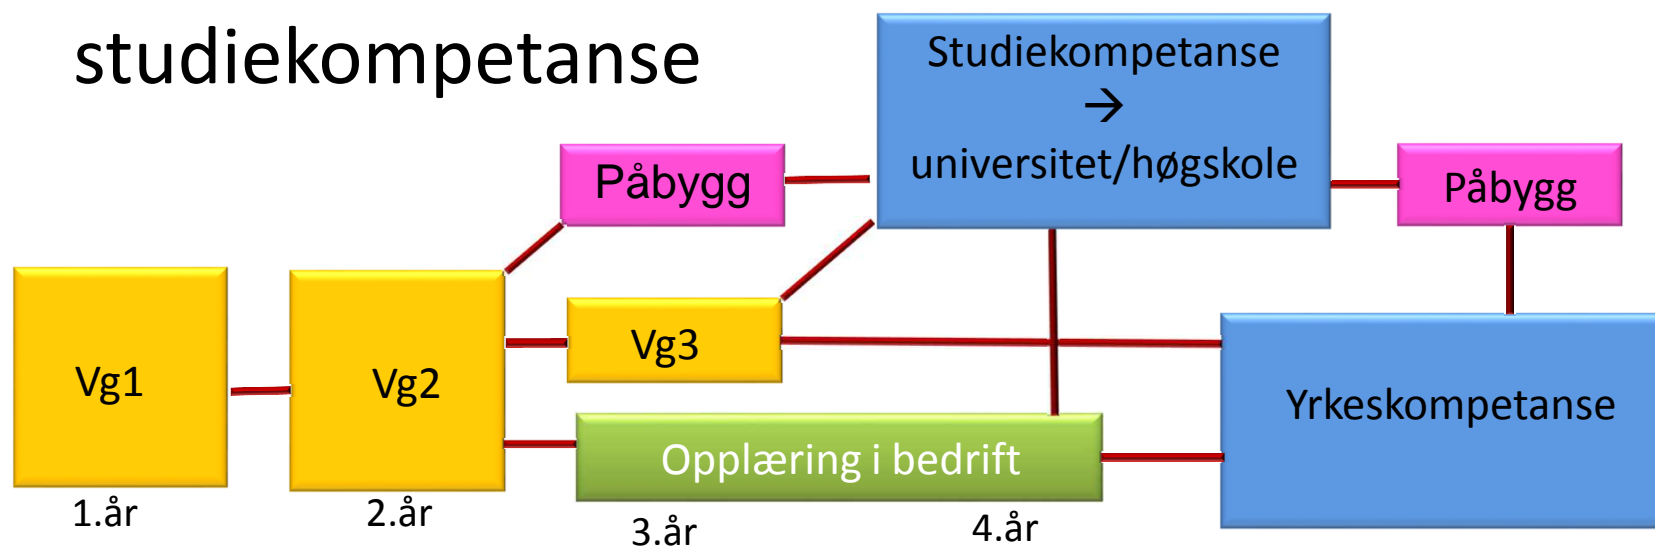 studiekompetanse
Studiekompetanse
→
universitet/høgskole
Påbygg
Påbygg
Vg1
Vg2
Vg3
Yrkeskompetanse
Opplæring i bedrift
1.år
2.år
3.år
4.år